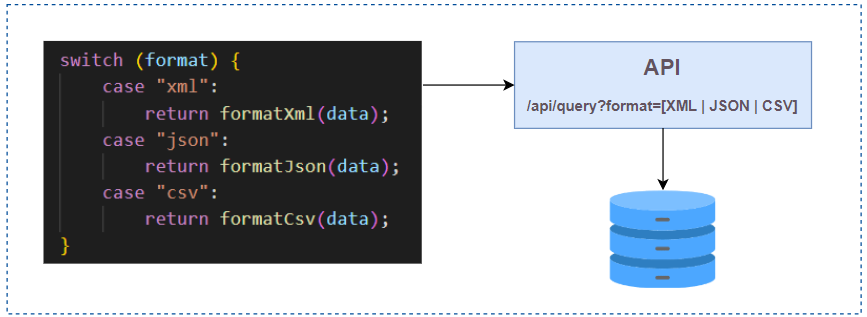 switch (format) {
    case "xml":
        return formatXml(data);
    case "json":
        return formatJson(data);
    case "csv":
        return formatCsv(data);
}
API
/api/query?format=[XML | JSON | CSV]